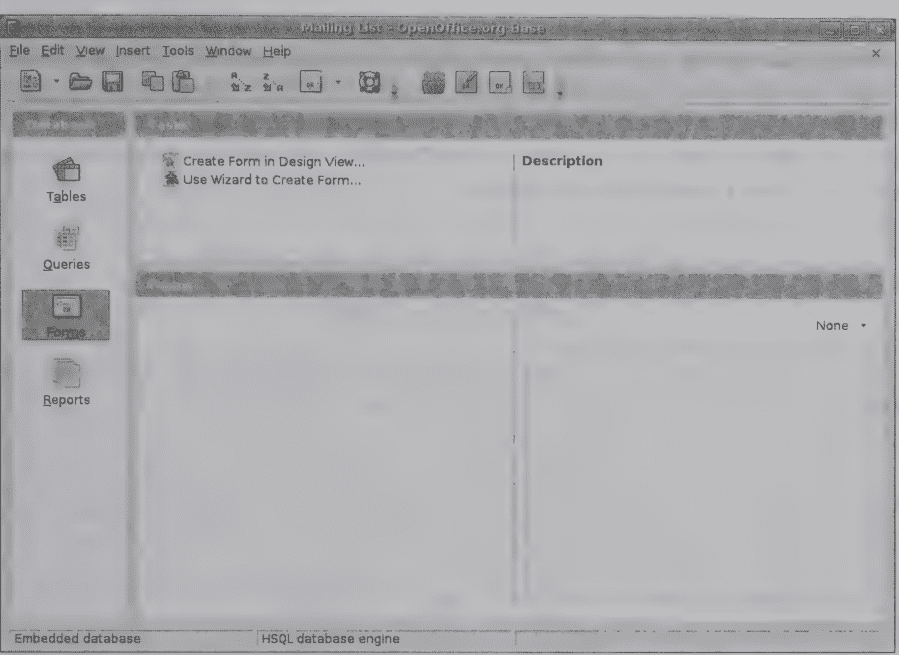 Mailing List - OpenOffice.org Base
File Edit View Insert Tools Window Help
Create Form in Design View...
Use Wizard to Create Form...
Description
Tables
Queries
Forms
Reports
None
Embedded database
HSQL database engine